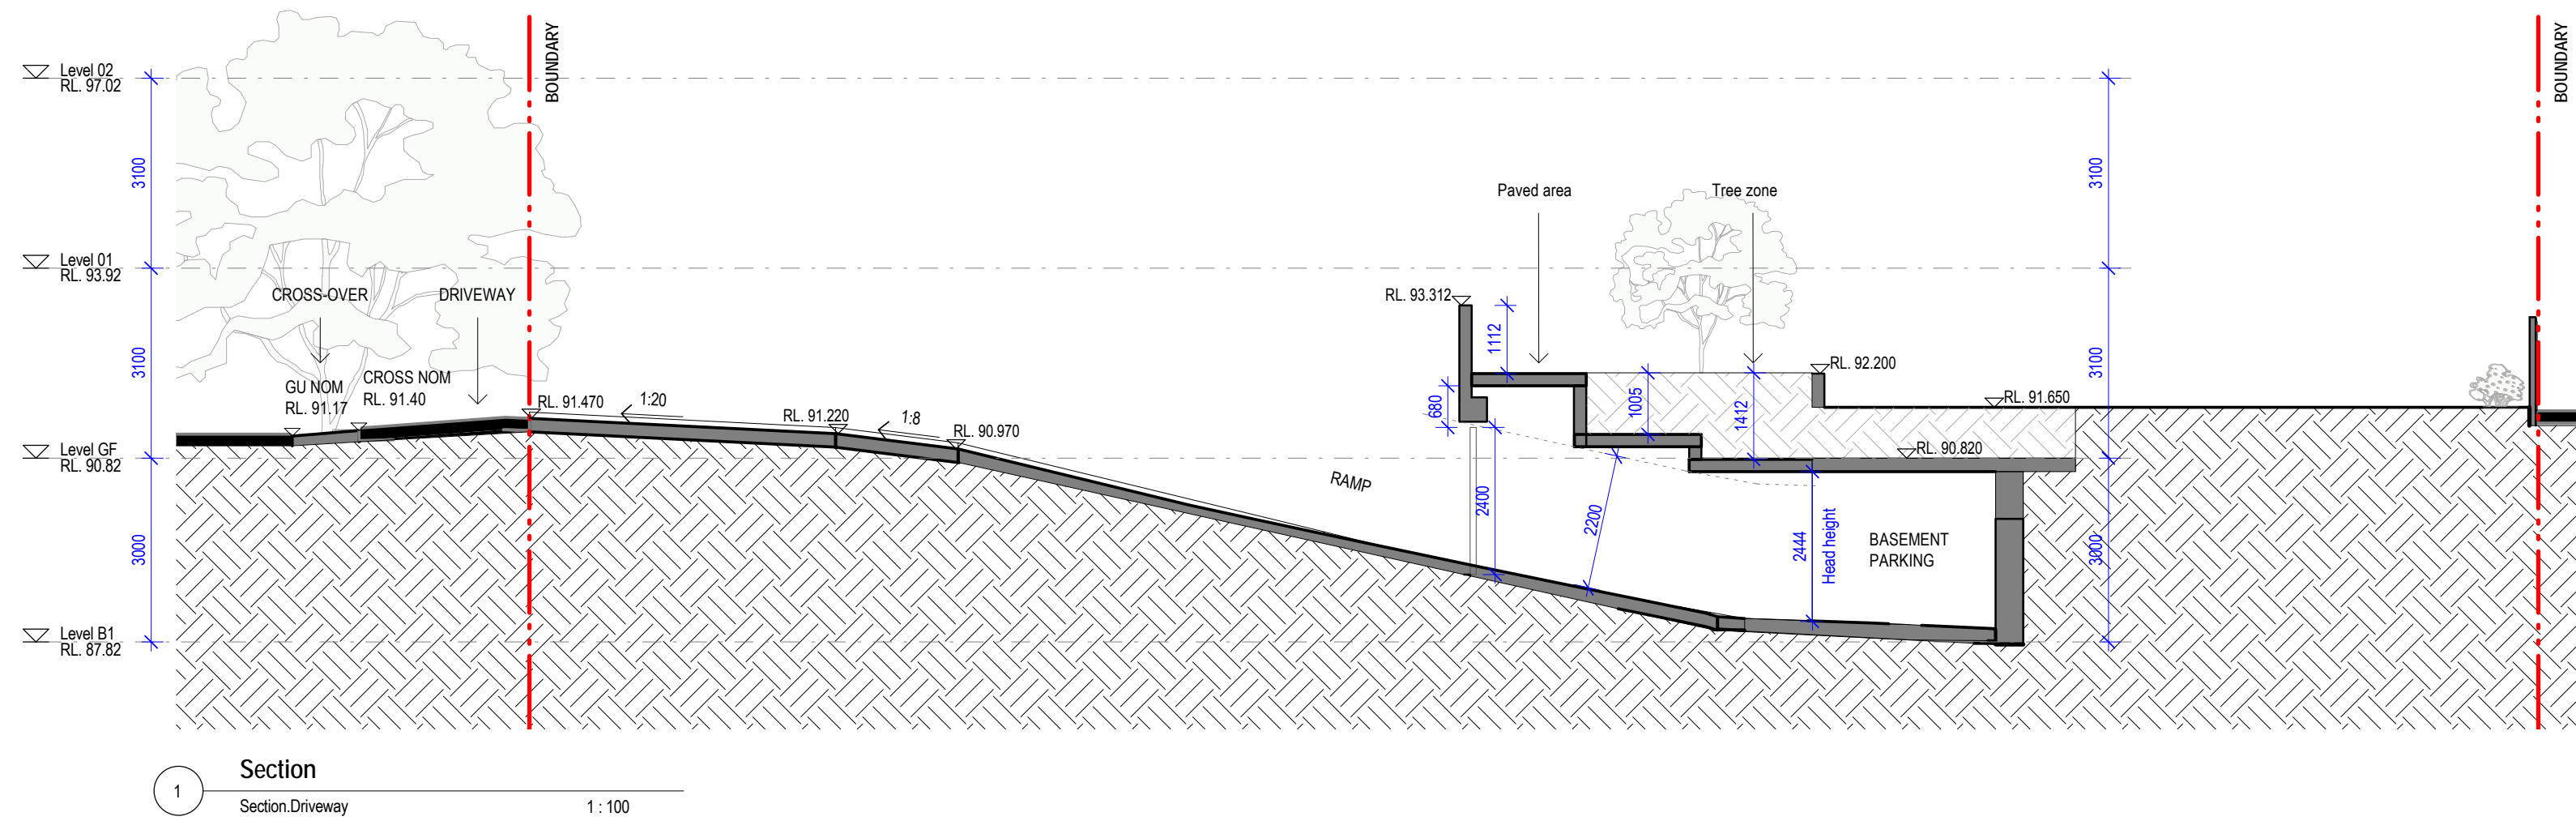 BOUNDARY
BOUNDARY
Level 02
RL. 97.02
3100
3100
Paved area
Tree zone
Level 01
RL. 93.92
CROSS-OVER
DRIVEWAY
RL. 93.312
1112
3100
3100
GU NOM
RL. 91.17
CROSS NOM
RL. 91.40
RL. 92.200
RL. 91.470
1:20
RL. 91.220
1:8
RL. 90.970
680
1005
1412
RL. 91.650
Level GF
RL. 90.82
RL. 90.820
RAMP
2400
2200
2444
Head height
BASEMENT
PARKING
3000
3000
Level B1
RL. 87.82
1
Section
Section.Driveway
1 : 100